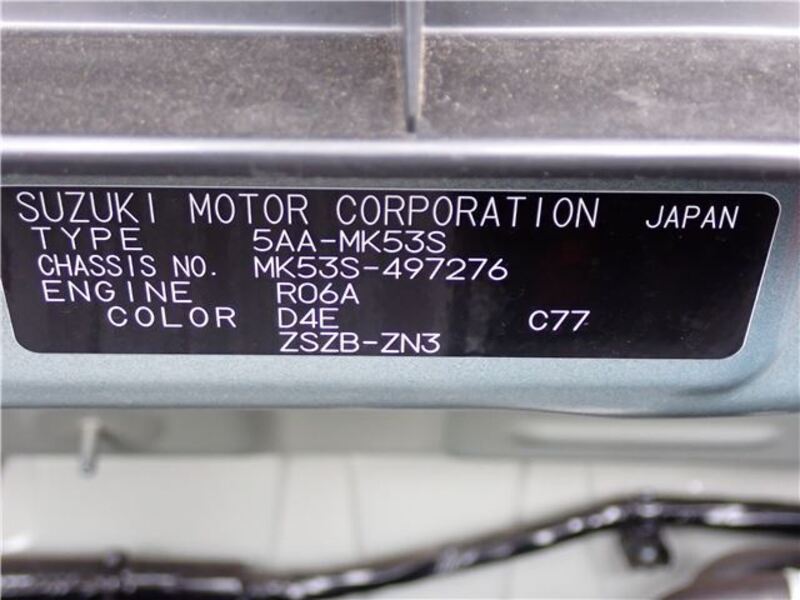 SUZUKI MOTOR CORPORATION JAPAN
TYPE 5AA-MK53S
CHASSIS NO. MK53S-497276
ENGINE R06A
COLOR D4E C77
ZSZB-ZN3